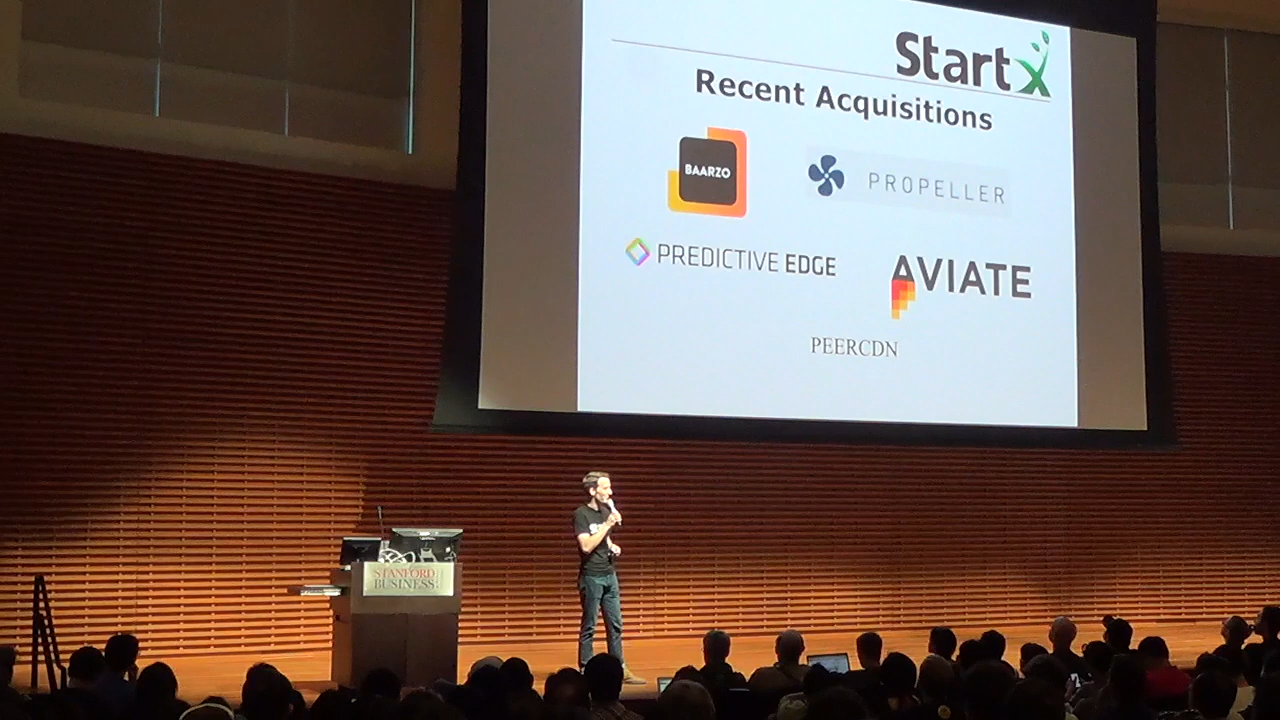 StartX
Recent Acquisitions
BAARZO
PROPELLER
PREDICTIVE EDGE
AVIATE
PEERCDN
STANFORD
BUSINESS